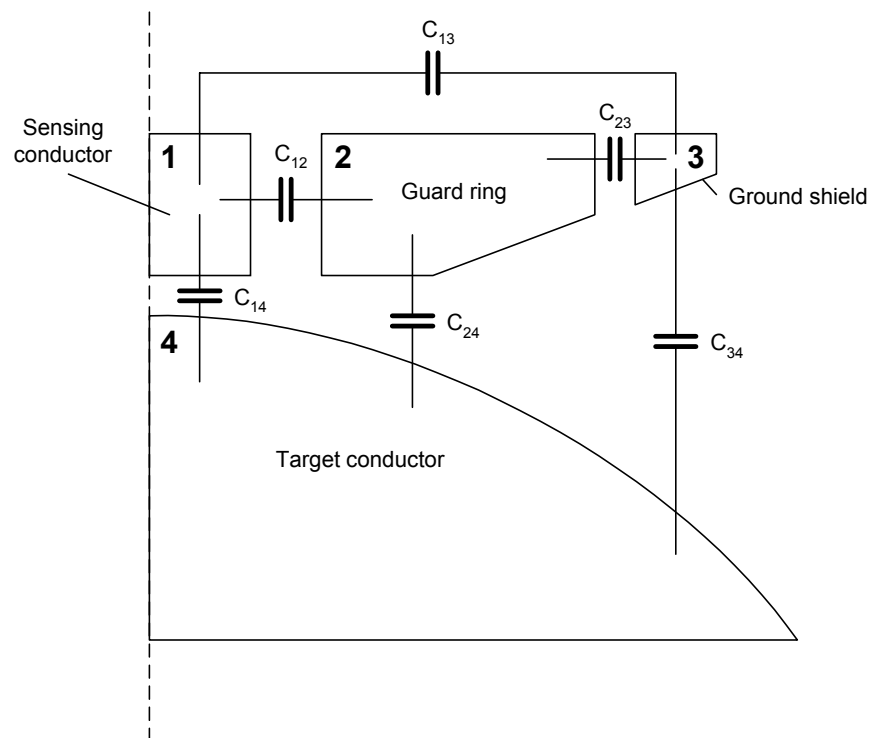 C13
Sensing
conductor
1
C12
2
Guard ring
C23
3
Ground shield
C14
4
C24
C34
Target conductor